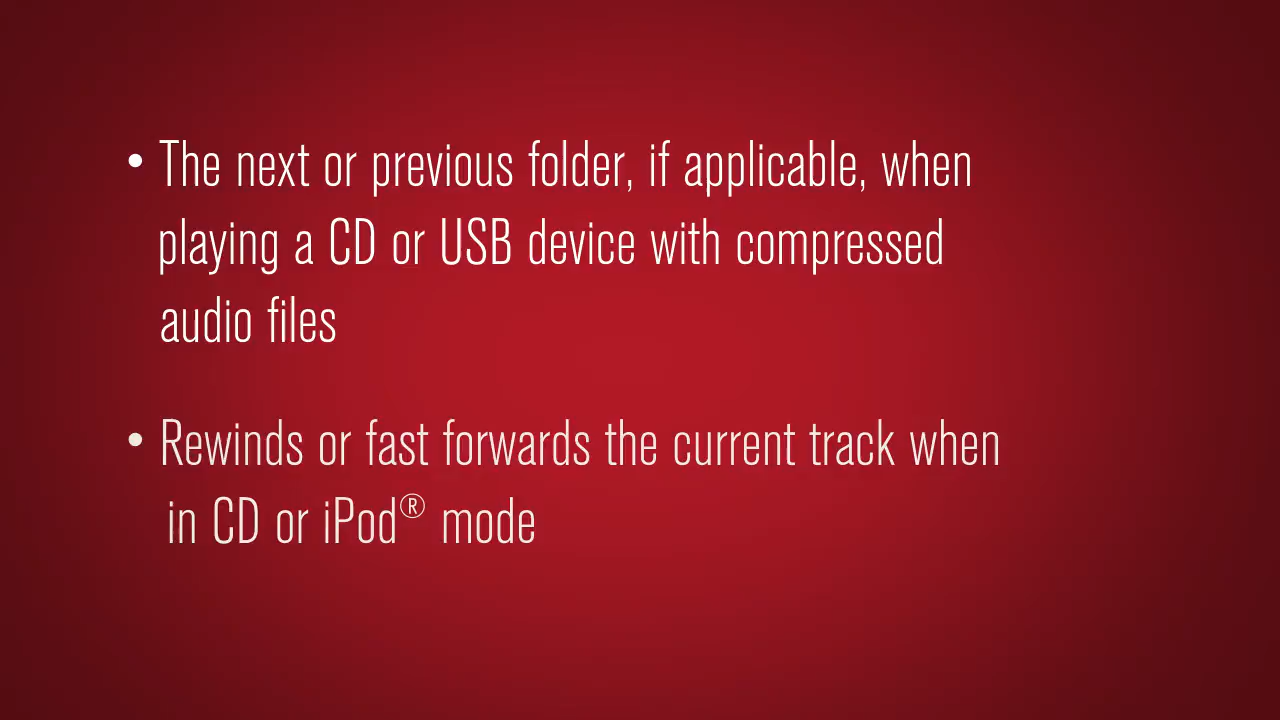 • The next or previous folder, if applicable, when
playing a CD or USB device with compressed
audio files
• Rewinds or fast forwards the current track when
in CD or iPod® mode